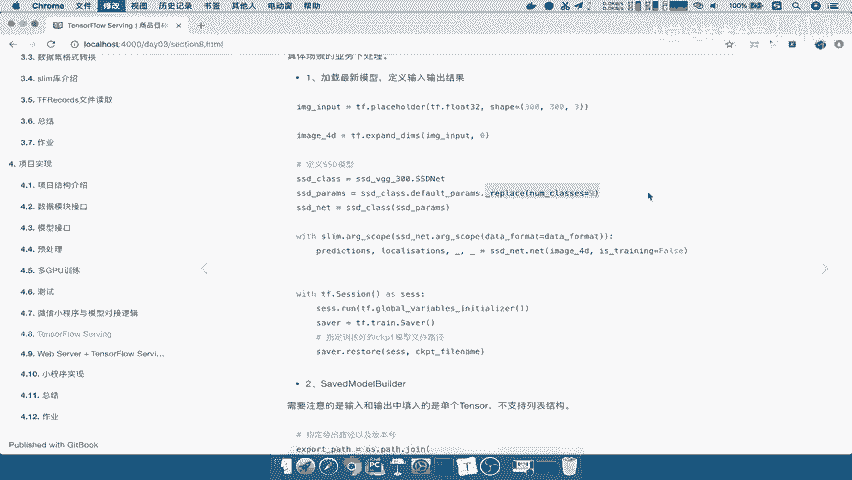 Chrome 文件 修改 视图 历史记录 书签 其他人 电动窗 帮助
100%
TensorFlow Serving | 商品目标
localhost:4000/day03/section8.html
3.3. 数据集格式转换
3.4. slim库介绍
3.5. TFRecords文件读取
3.6. 总结
3.7. 作业
4. 项目实现
4.1. 项目结构介绍
4.2. 数据模块接口
4.3. 模型接口
4.4. 预处理
4.5. 多GPU训练
4.6. 测试
4.7. 微信小程序与模型对接逻辑
4.8. TensorFlow Serving
4.9. Web Server + TensorFlow Servi...
4.10. 小程序实现
4.11. 总结
4.12. 作业
Published with GitBook
具体场景的业务下处理。
1、加载最新模型、定义输入输出结果
img_input = tf.placeholder(tf.float32, shape=(300, 300, 3))
image_4d = tf.expand_dims(img_input, 0)
# 定义SSD模型
ssd_class = ssd_vgg_300.SSDNet
ssd_params = ssd_class.default_params._replace(num_classes=9)
ssd_net = ssd_class(ssd_params)
with slim.arg_scope(ssd_net.arg_scope(data_format=data_format)):
predictions, localisations, _, _ = ssd_net.net(image_4d, is_training=False)
with tf.Session() as sess:
sess.run(tf.global_variables_initializer())
saver = tf.train.Saver()
# 指定训练好的ckpt模型文件路径
saver.restore(sess, ckpt_filename)
2、SavedModelBuilder
需要注意的是输入和输出中填入的是单个Tensor，不支持列表结构。
# 指定导出路径以及版本号
export_path = os.path.join(